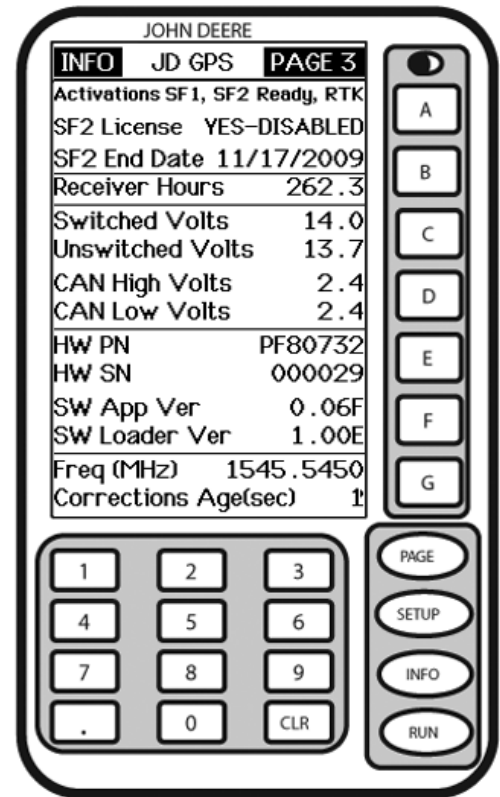 JOHN DEERE
INFO JD GPS PAGE 3
Activations SF1, SF2 Ready, RTK
SF2 License YES-DISABLED
SF2 End Date 11/17/2009
Receiver Hours 262.3
Switched Volts 14.0
Unswitched Volts 13.7
CAN High Volts 2.4
CAN Low Volts 2.4
HW PN PF80732
HW SN 000029
SW App Ver 0.06F
SW Loader Ver 1.00E
Freq (MHz) 1545.5450
Corrections Age(sec) 1
A
B
C
D
E
F
G
1 2 3
4 5 6
7 8 9
. 0 CLR
PAGE
SETUP
INFO
RUN